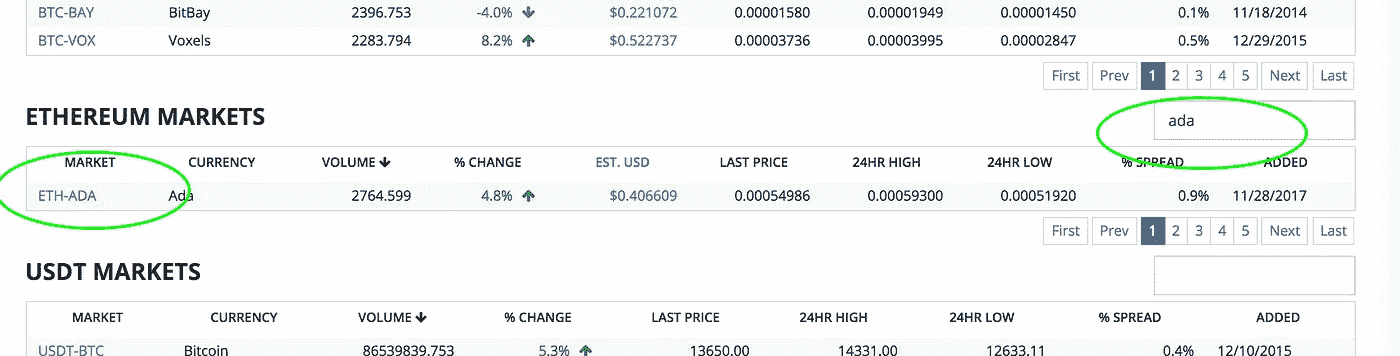 BTC-BAY BitBay 2396.753 -4.0% $0.221072 0.00001580 0.00001949 0.00001450 0.1% 11/18/2014
BTC-VOX Voxels 2283.794 8.2% $0.522737 0.00003736 0.00003995 0.00002847 0.5% 12/29/2015
First Prev 1 2 3 4 5 Next Last
ETHEREUM MARKETS ada
MARKET CURRENCY VOLUME % CHANGE EST. USD LAST PRICE 24HR HIGH 24HR LOW % SPREAD ADDED
ETH-ADA Ada 2764.599 4.8% $0.406609 0.00054986 0.00059300 0.00051920 0.9% 11/28/2017
First Prev 1 2 3 4 5 Next Last
USDT MARKETS
MARKET CURRENCY VOLUME % CHANGE LAST PRICE 24HR HIGH 24HR LOW % SPREAD ADDED
USDT-BTC Bitcoin 86539839.753 5.3% 13650.00 14331.00 12633.11 0.4% 12/10/2015